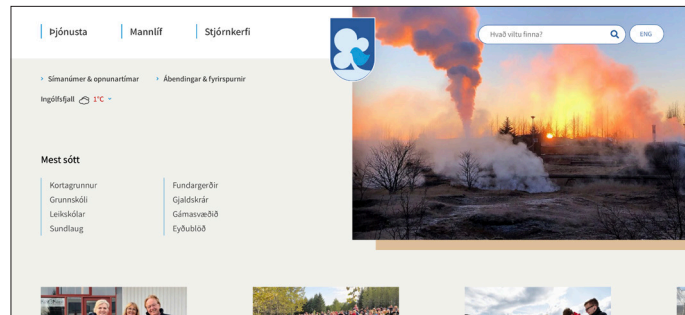 Þjónusta
Mannlíf
Stjórnkerfi
Hvað viltu finna?
ENG
Símanúmer & opnunartímar
Ábendingar & fyrirspurnir
Ingólfsfjall 1°C
Mest sótt
Kortagrunnur
Grunnskóli
Leikskólar
Sundlaug
Fundargerðir
Gjaldskrár
Gámasvæðið
Eyðublöð